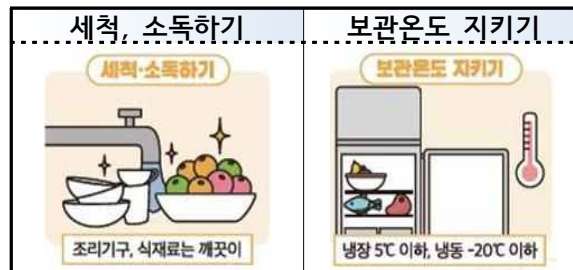 세척, 소독하기
보관온도 지키기
세척·소독하기
보관온도 지키기
조리기구, 식재료는 깨끗이
냉장 5℃ 이하, 냉동 -20℃ 이하